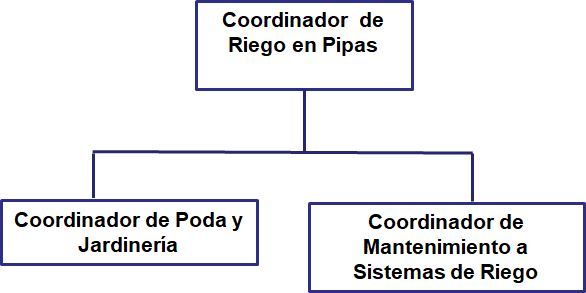 Coordinador de
Riego en Pipas
Coordinador de Poda y
Jardinería
Coordinador de
Mantenimiento a
Sistemas de Riego